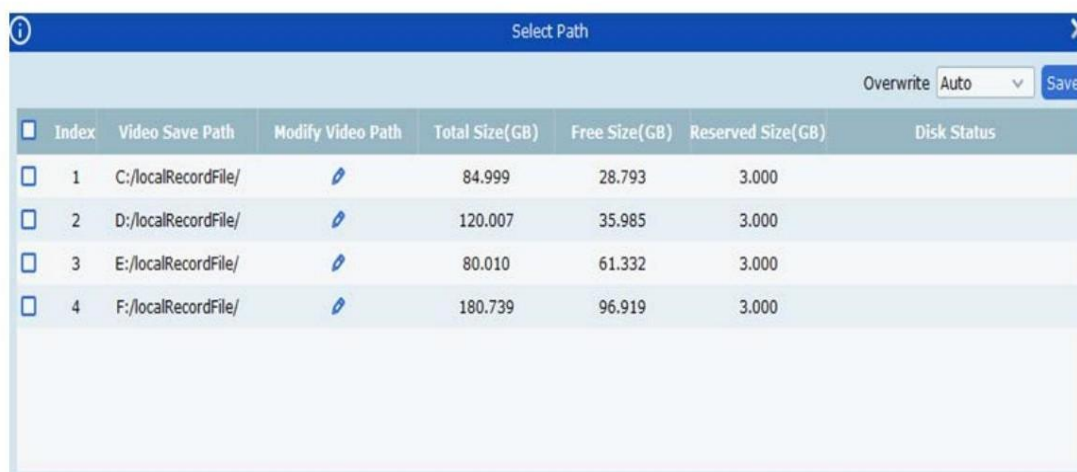 Select Path
Overwrite Auto Save
Index Video Save Path Modify Video Path Total Size(GB) Free Size(GB) Reserved Size(GB) Disk Status
1 C:/localRecordFile/ 84.999 28.793 3.000
2 D:/localRecordFile/ 120.007 35.985 3.000
3 E:/localRecordFile/ 80.010 61.332 3.000
4 F:/localRecordFile/ 180.739 96.919 3.000